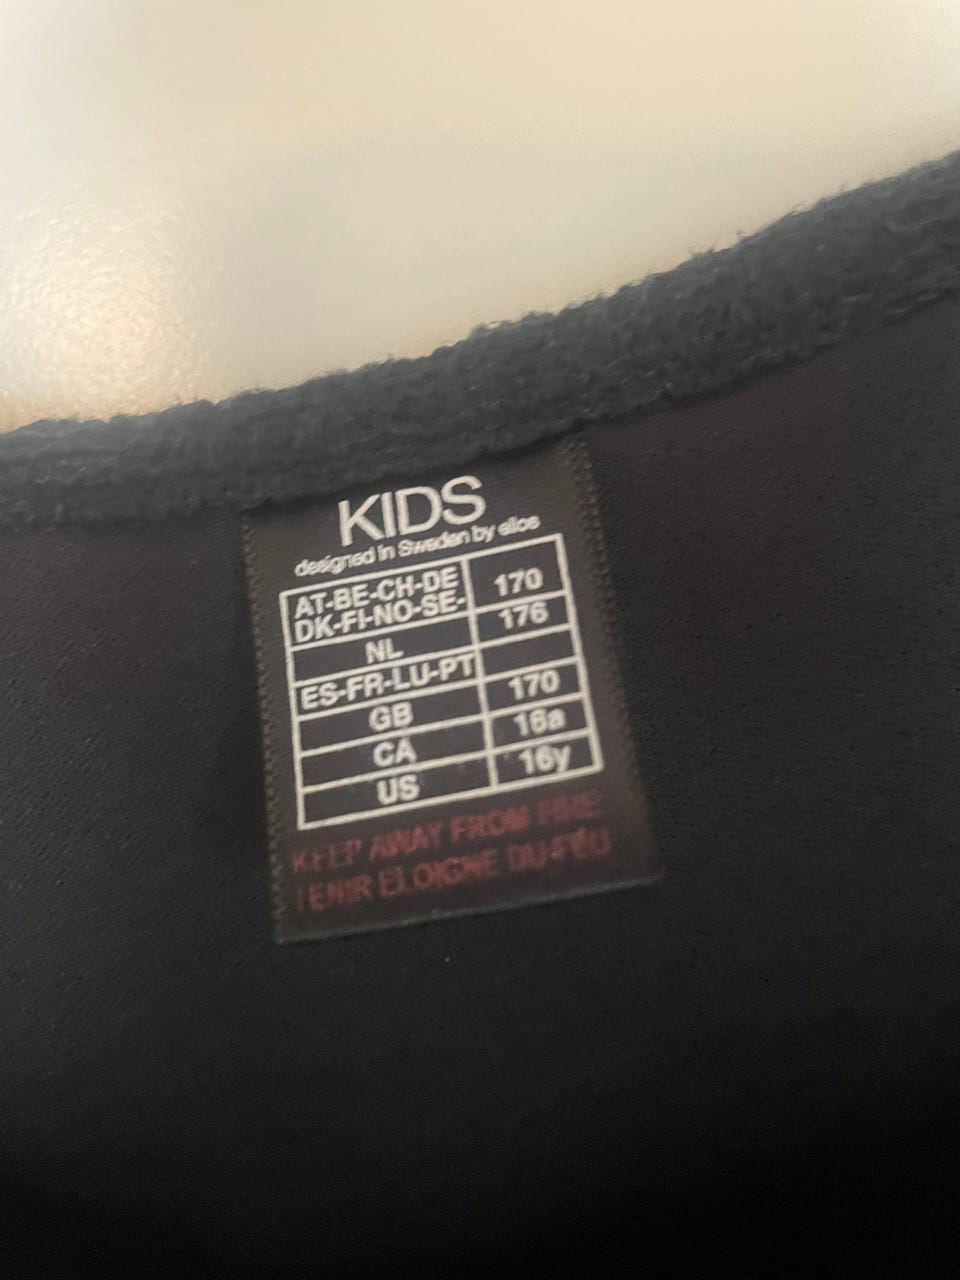 KIDS
designed in Sweden by ellos
AT-BE-CH-DE
DK-FI-NO-SE- 170
NL 176
ES-FR-LU-PT
GB 170
CA 16a
US 16y
KEEP AWAY FROM FIRE
TENIR ELOIGNE DU FEU